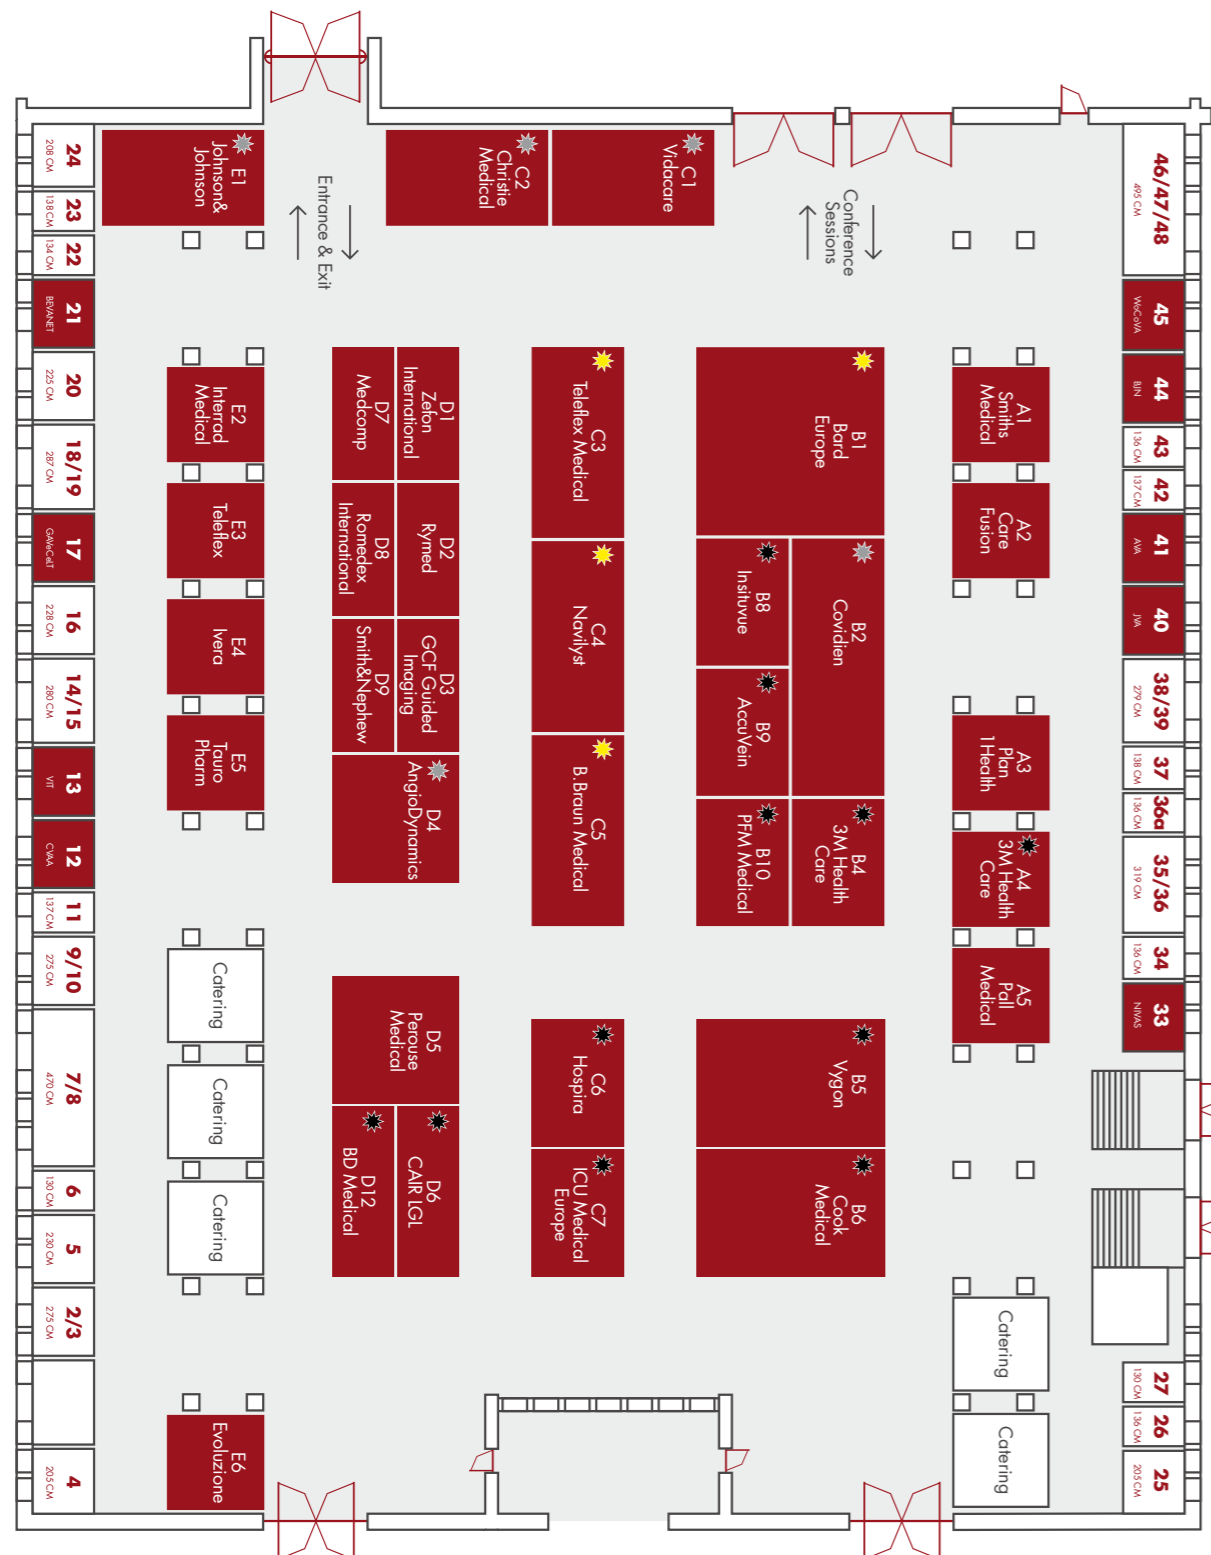 24
208 CM
23
138 CM
22
134 CM
21
BEVANET
20
225 CM
18/19
287 CM
17
GAVeCeLT
16
228 CM
14/15
280 CM
13
VIT
12
CVAA
11
137 CM
9/10
275 CM
7/8
470 CM
6
130 CM
5
230 CM
2/3
275 CM
4
205 CM
E1
Johnson&
Johnson
Entrance & Exit
E2
Interrad
Medical
E3
Teleflex
E4
Ivera
E5
Tauro
Pharm
Catering
Catering
Catering
E6
Evoluzione
D1
Zefon
International
D7
Medcomp
D2
Rymed
D8
Romedex
International
D3
GCF Guided
Imaging
D9
Smith&Nephew
D4
AngioDynamics
D5
Perouse
Medical
D6
CAIR LGL
D12
BD Medical
C2
Christie
Medical
C1
Vidacare
C3
Teleflex Medical
C4
Navilyst
C5
B.Braun Medical
C6
Hospira
C7
ICU Medical
Europe
Conference
Sessions
B1
Bard
Europe
B2
Covidien
B8
Insituvue
B9
AccuVein
B4
3M Health
Care
B10
PFM Medical
B5
Vygon
B6
Cook
Medical
A1
Smiths
Medical
A2
Care
Fusion
A3
Plan
1Health
A4
3M Health
Care
A5
Pall
Medical
Catering
Catering
46/47/48
495 CM
45
WoCoVA
44
BJN
43
136 CM
42
137 CM
41
AVA
40
JVA
38/39
279 CM
37
138 CM
36a
136 CM
35/36
319 CM
34
136 CM
33
NIVAS
27
130 CM
26
136 CM
25
205 CM